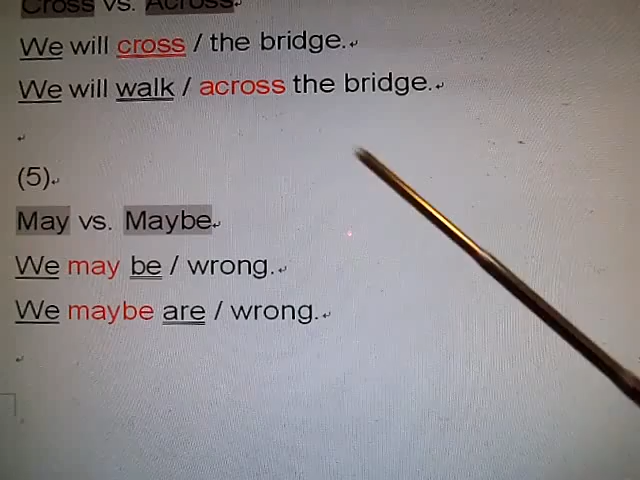 Cross vs. Across
We will cross / the bridge.
We will walk / across the bridge.
(5).
May vs. Maybe
We may be / wrong.
We maybe are / wrong.